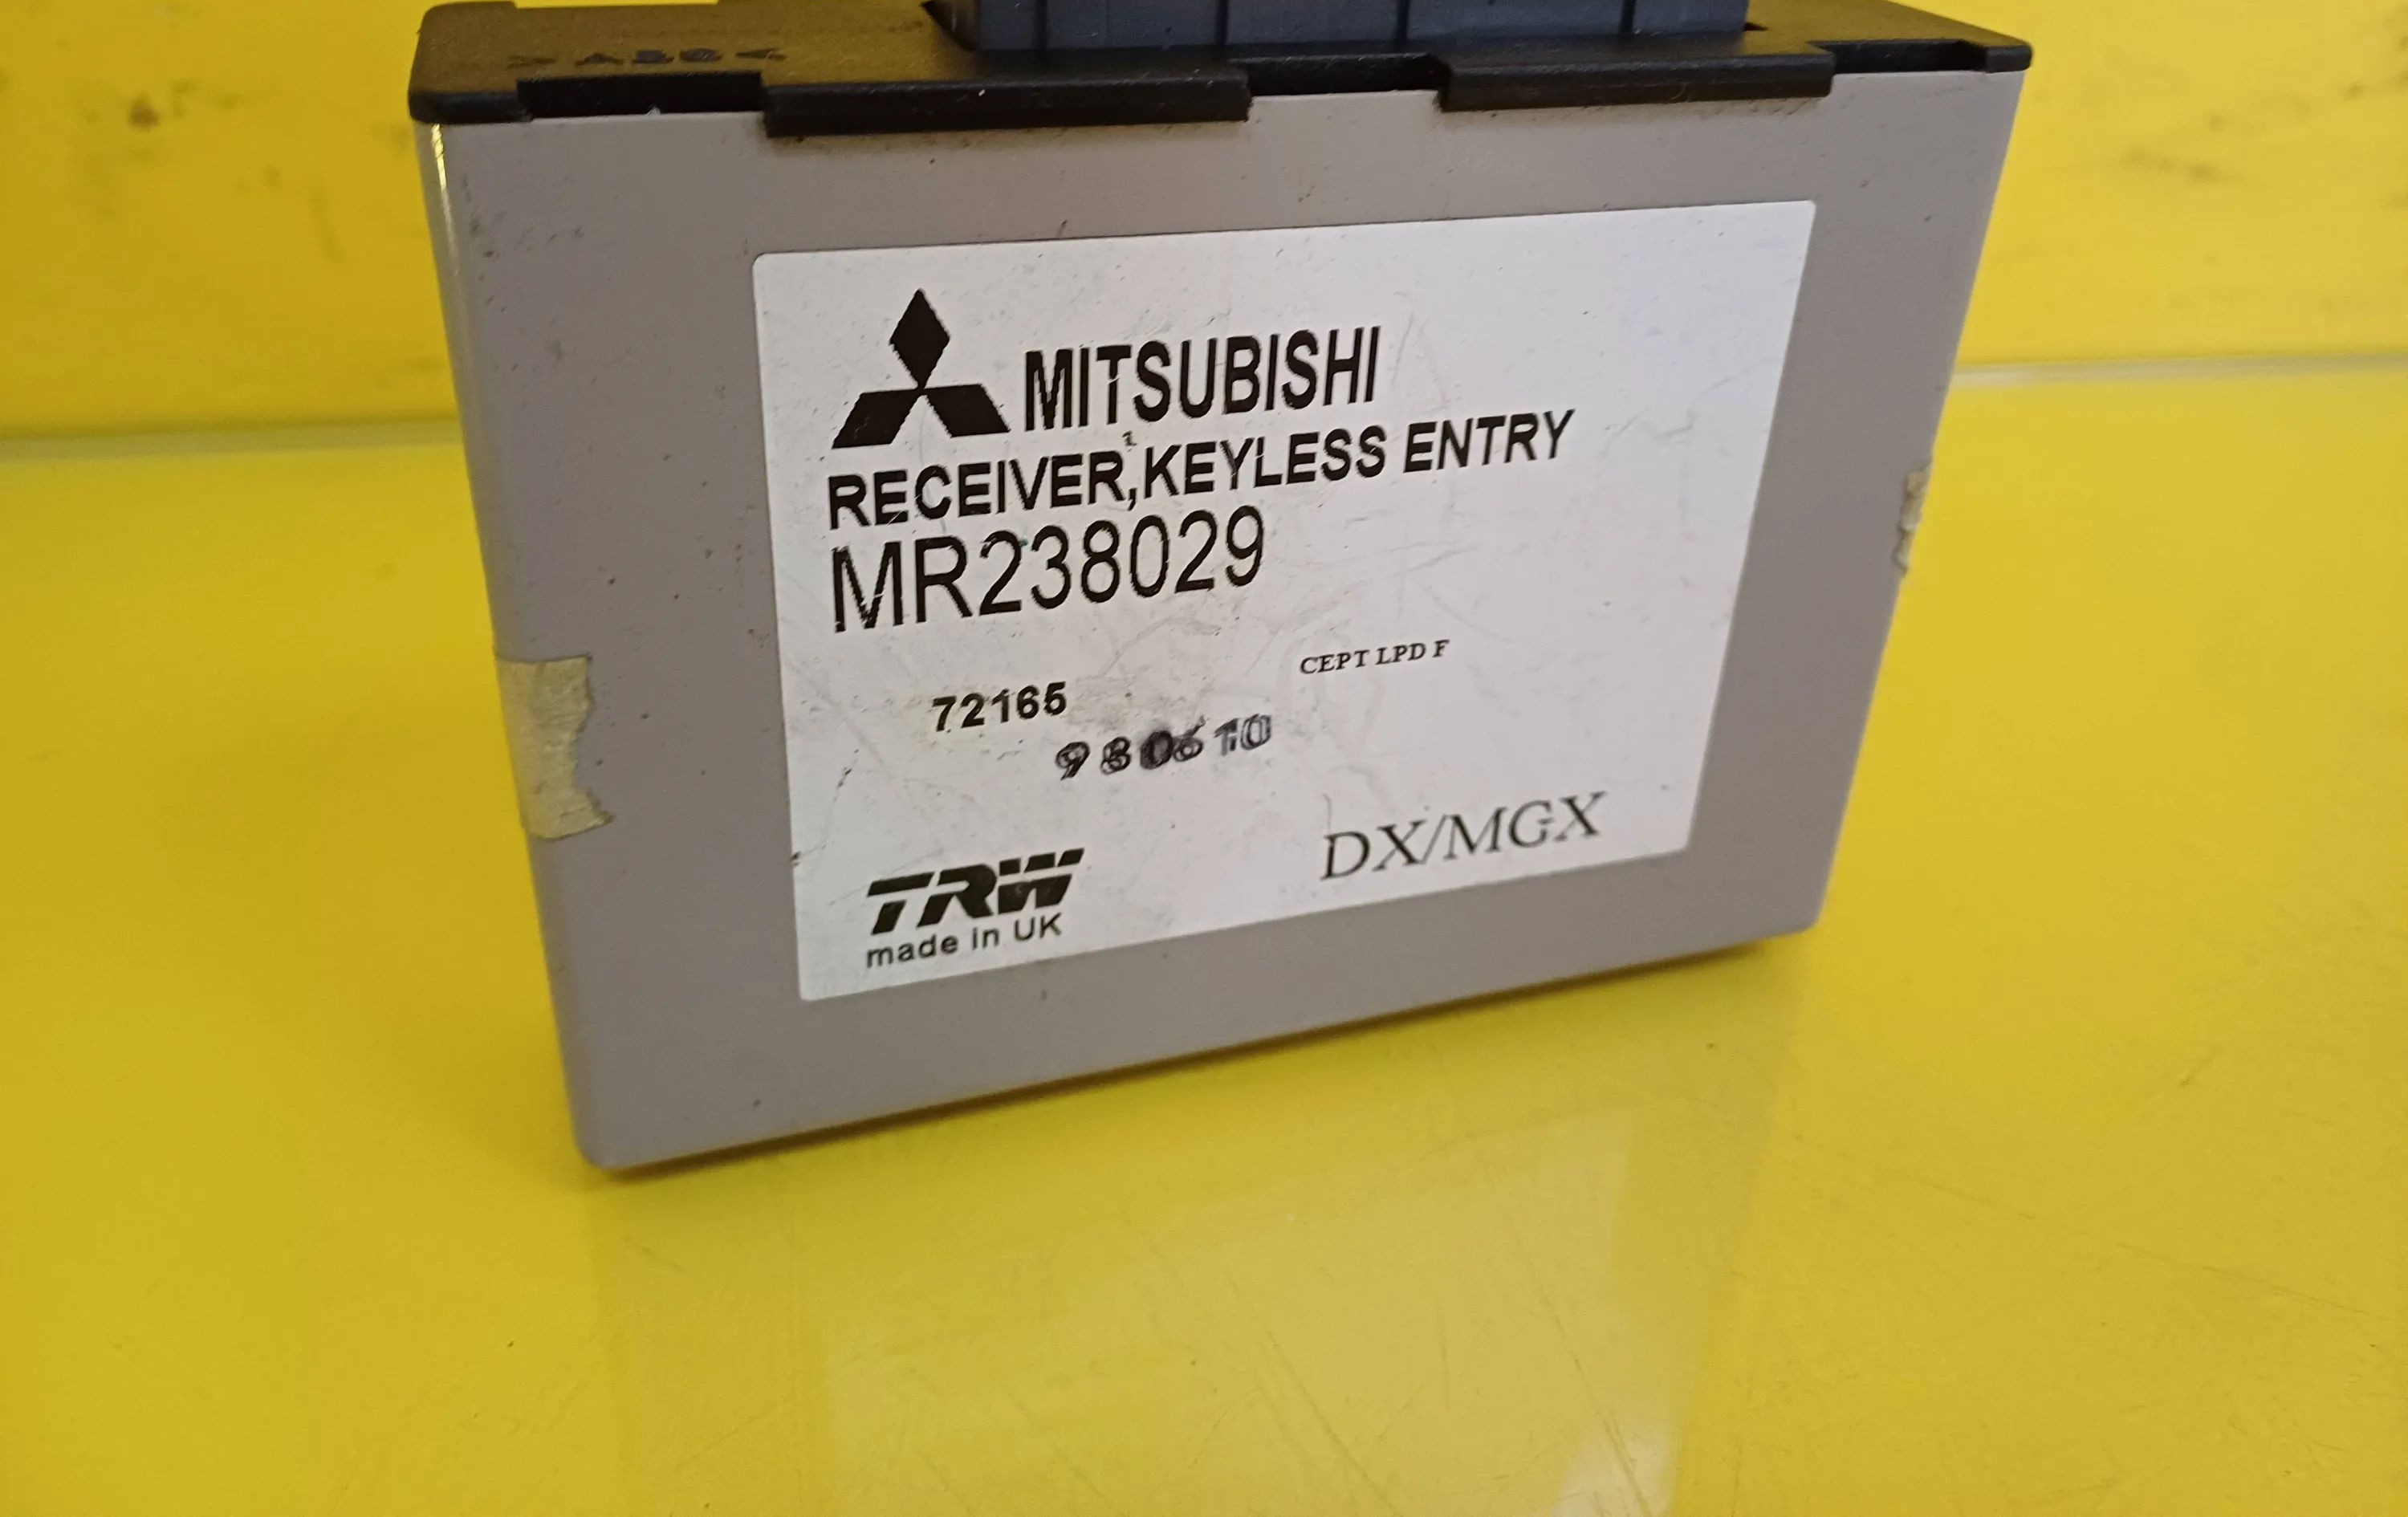 MITSUBISHI
RECEIVER,KEYLESS ENTRY
MR238029
CEPT LPD F
72165
980610
TRW
made in UK
DX/MGX